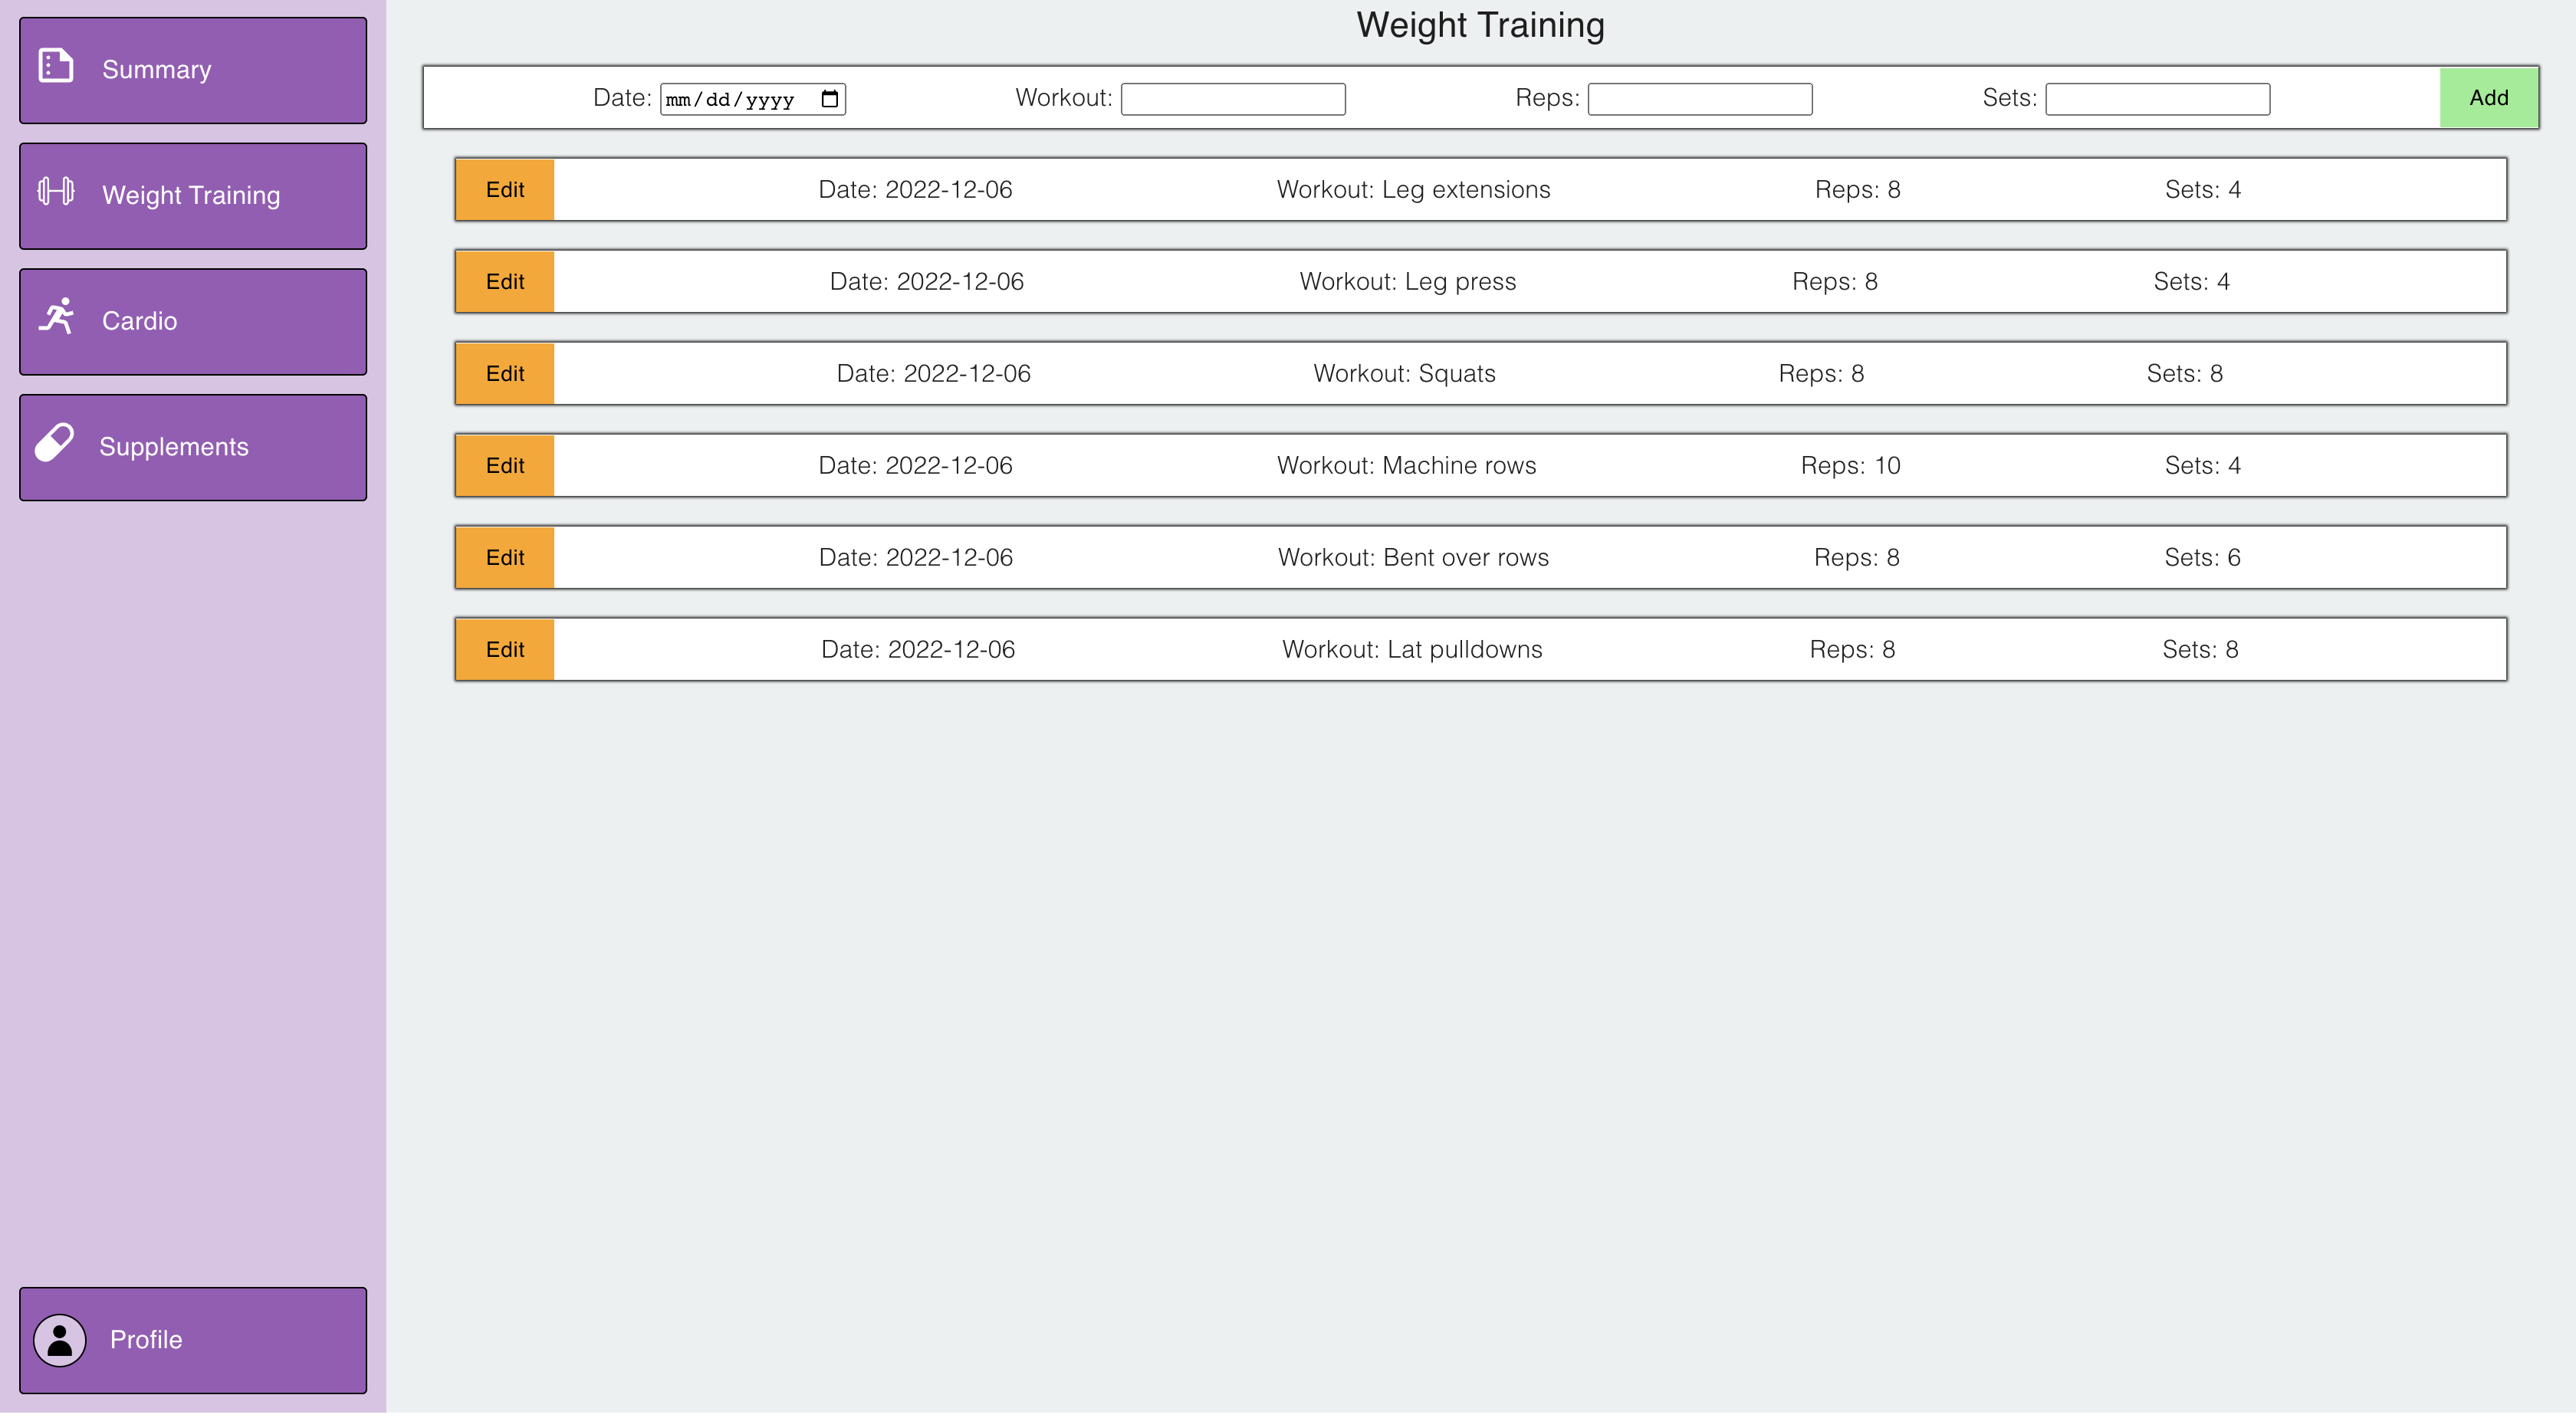 Summary
Weight Training
Cardio
Supplements
Profile
Weight Training
Date: mm/dd/yyyy Workout: Reps: Sets: Add
Edit Date: 2022-12-06 Workout: Leg extensions Reps: 8 Sets: 4
Edit Date: 2022-12-06 Workout: Leg press Reps: 8 Sets: 4
Edit Date: 2022-12-06 Workout: Squats Reps: 8 Sets: 8
Edit Date: 2022-12-06 Workout: Machine rows Reps: 10 Sets: 4
Edit Date: 2022-12-06 Workout: Bent over rows Reps: 8 Sets: 6
Edit Date: 2022-12-06 Workout: Lat pulldowns Reps: 8 Sets: 8